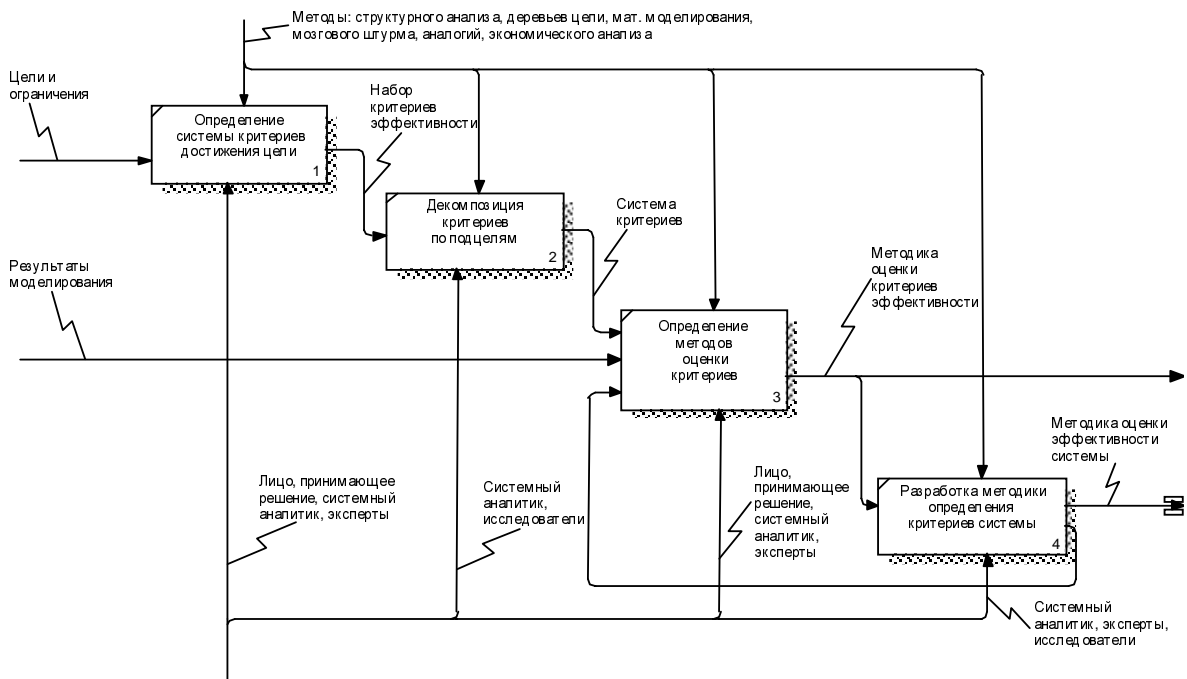 Методы: структурного анализа, деревьев цели, мат. моделирования,
мозгового штурма, аналогий, экономического анализа
Цели и
ограничения
Набор
критериев
эффективности
Определение
системы критериев
достижения цели
1
Декомпозиция
критериев
по подцелям
2
Система
критериев
Результаты
моделирования
Методика
оценки
критериев
эффективности
Определение
методов
оценки
критериев
3
Методика оценки
эффективности
системы
Лицо, принимающее
решение, системный
аналитик, эксперты
Системный
аналитик,
исследователи
Лицо,
принимающее
решение,
системный
аналитик,
эксперты
Разработка методики
определения
критериев системы
4
Системный
аналитик, эксперты,
исследователи